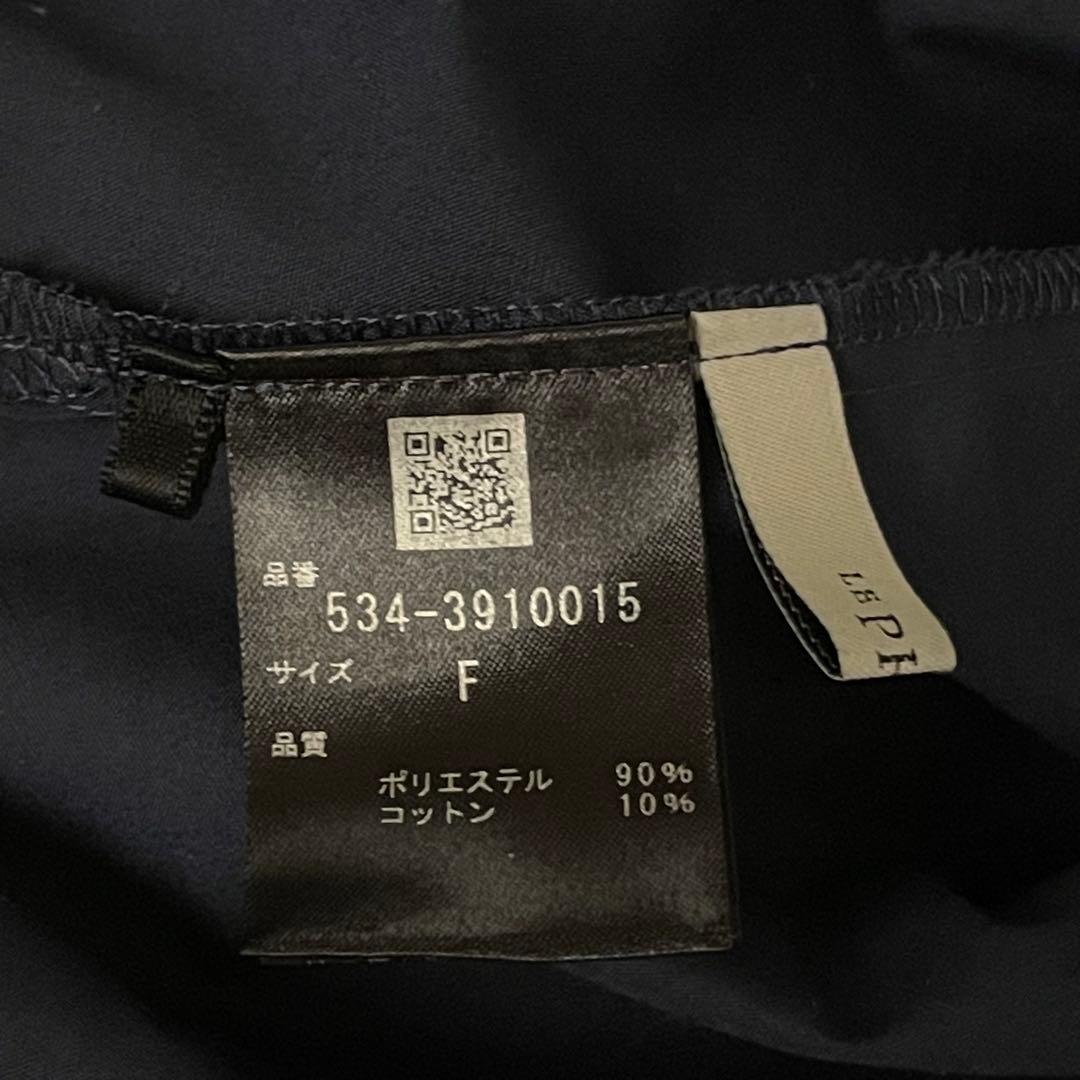 品番
534-3910015
サイズ F
品質
ポリエステル 90%
コットン 10%
LE P